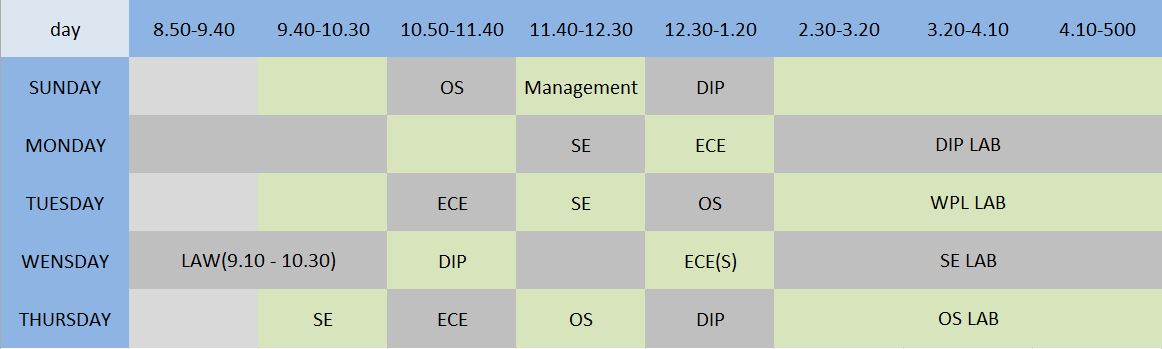 day 8.50-9.40 9.40-10.30 10.50-11.40 11.40-12.30 12.30-1.20 2.30-3.20 3.20-4.10 4.10-500
SUNDAY OS Management DIP
MONDAY SE ECE DIP LAB
TUESDAY ECE SE OS WPL LAB
WENSDAY LAW(9.10 - 10.30) DIP ECE(S) SE LAB
THURSDAY SE ECE OS DIP OS LAB